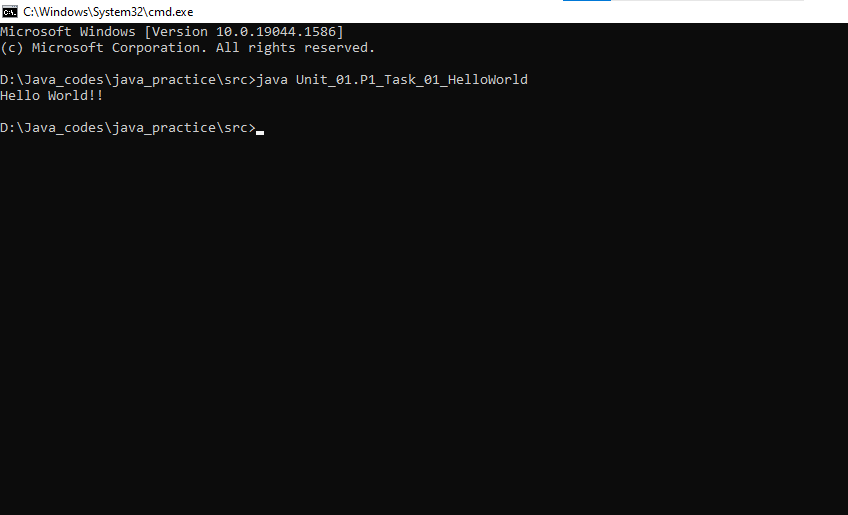 C:\Windows\System32\cmd.exe
Microsoft Windows [Version 10.0.19044.1586]
(c) Microsoft Corporation. All rights reserved.
D:\Java_codes\java_practice\src>java Unit_01.P1_Task_01_HelloWorld
Hello World!!
D:\Java_codes\java_practice\src>